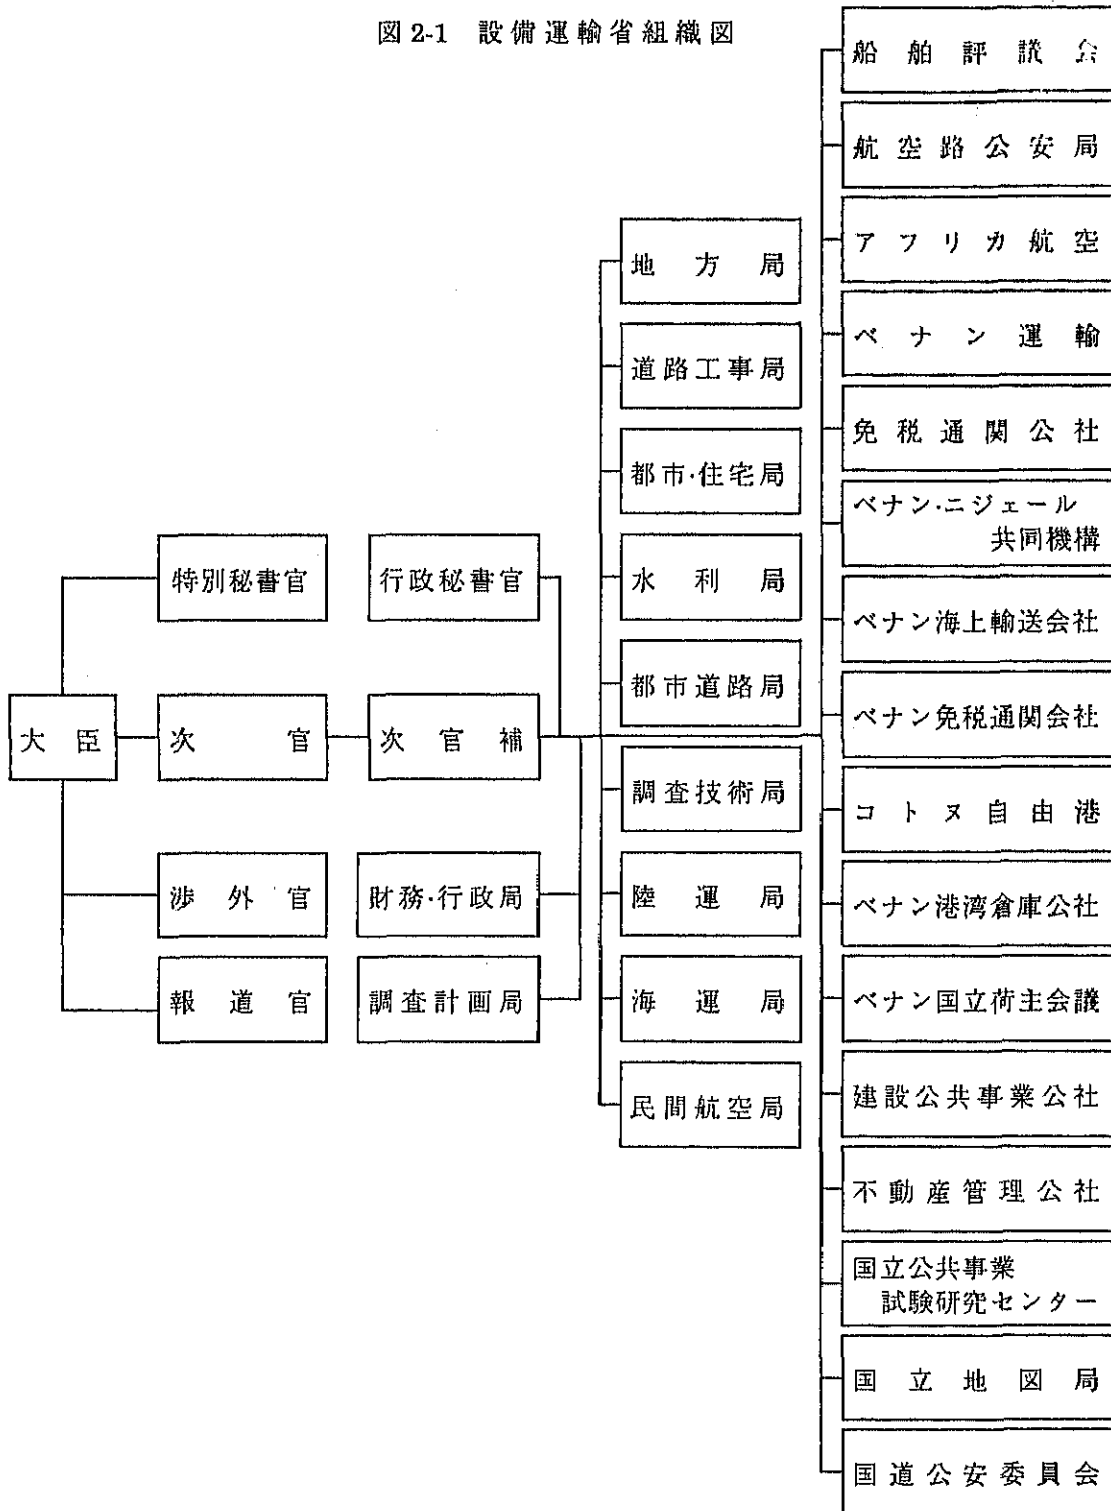 図2-1 設備運輸省組織図
大臣
特別秘書官
次官
渉外官
報道官
行政秘書官
次官補
財務・行政局
調査計画局
地方局
道路工事局
都市・住宅局
水利局
都市道路局
調査技術局
陸運局
海運局
民間航空局
船舶評議会
航空路公安局
アフリカ航空
ベナン運輸
免税通関公社
ベナン・ニジェール
共同機構
ベナン海上輸送会社
ベナン免税通関会社
コトヌ自由港
ベナン港湾倉庫公社
ベナン国立荷主会議
建設公共事業公社
不動産管理公社
国立公共事業
試験研究センター
国立地図局
国道公安委員会